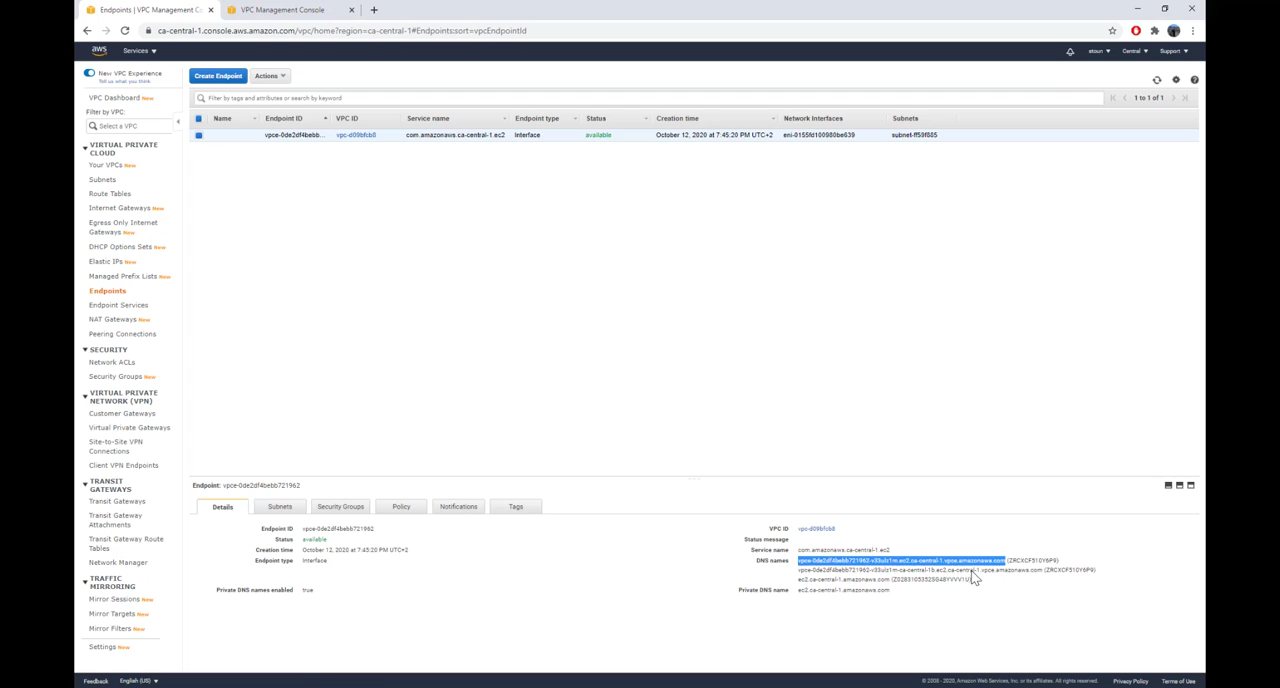 Endpoints | VPC Management C
VPC Management Console
ca-central-1.console.aws.amazon.com/vpc/home?region=ca-central-1#Endpoints:sort=vpcEndpointId
aws
Services
atoun
Central
Support
New VPC Experience
Tell us what you think
VPC Dashboard New
Filter by VPC:
Select a VPC
VIRTUAL PRIVATE
CLOUD
Your VPCs New
Subnets
Route Tables
Internet Gateways New
Egress Only Internet
Gateways New
DHCP Options Sets New
Elastic IPs New
Managed Prefix Lists New
Endpoints
Endpoint Services
NAT Gateways New
Peering Connections
SECURITY
Network ACLs
Security Groups New
VIRTUAL PRIVATE
NETWORK (VPN)
Customer Gateways
Virtual Private Gateways
Site-to-Site VPN
Connections
Client VPN Endpoints
TRANSIT
GATEWAYS
Transit Gateways
Transit Gateway
Attachments
Transit Gateway Route
Tables
Network Manager
TRAFFIC
MIRRORING
Mirror Sessions New
Mirror Targets New
Mirror Filters New
Settings New
Create Endpoint
Actions
Filter by tags and attributes or search by keyword
1 to 1 of 1
Name
Endpoint ID
VPC ID
Service name
Endpoint type
Status
Creation time
Network Interfaces
Subnets
vpce-0de2df4bebb...
vpc-d09bfcb8
com.amazonaws.ca-central-1.ec2
Interface
available
October 12, 2020 at 7:45:20 PM UTC+2
eni-0155fd100980be639
subnet-ff59f885
Endpoint: vpce-0de2df4bebb721962
Details
Subnets
Security Groups
Policy
Notifications
Tags
Endpoint ID vpce-0de2df4bebb721962
Status available
Creation time October 12, 2020 at 7:45:20 PM UTC+2
Endpoint type Interface
Private DNS names enabled true
VPC ID vpc-d09bfcb8
Status message
Service name com.amazonaws.ca-central-1.ec2
DNS names vpce-0de2df4bebb721962-v33ulz1m.ec2.ca-central-1.vpce.amazonaws.com (ZRCXCF510Y6P9)
vpce-0de2df4bebb721962-v33ulz1m-ca-central-1b.ec2.ca-central-1.vpce.amazonaws.com (ZRCXCF510Y6P9)
ec2.ca-central-1.amazonaws.com
Private DNS name ec2.ca-central-1.amazonaws.com
Feedback
English (US)
© 2008 - 2020, Amazon Web Services, Inc. or its affiliates. All rights reserved.
Privacy Policy
Terms of Use